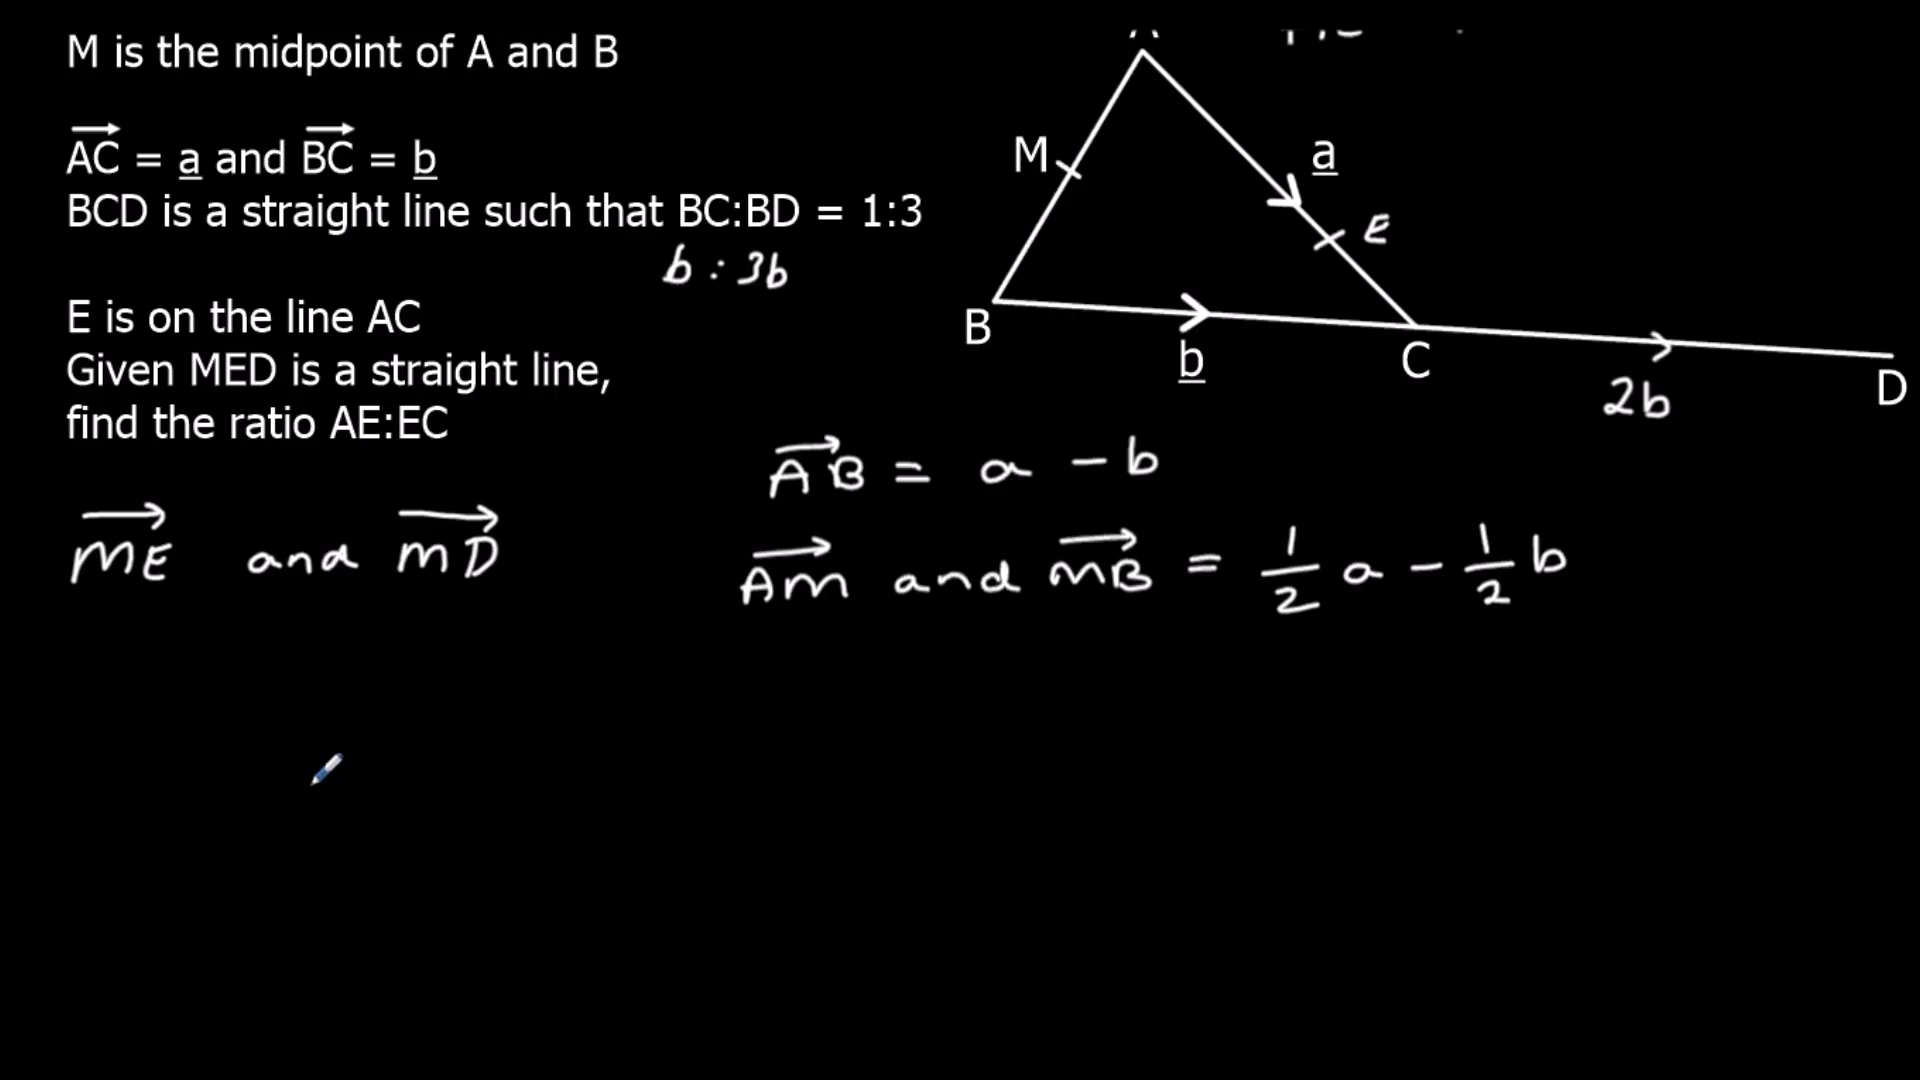 M is the midpoint of A and B
AC = a and BC = b
BCD is a straight line such that BC:BD = 1:3
b : 3b
E is on the line AC
Given MED is a straight line,
find the ratio AE:EC
ME and MD
M
a
E
B
b
C
2b
D
AB = a - b
AM and MB = 1/2 a - 1/2 b